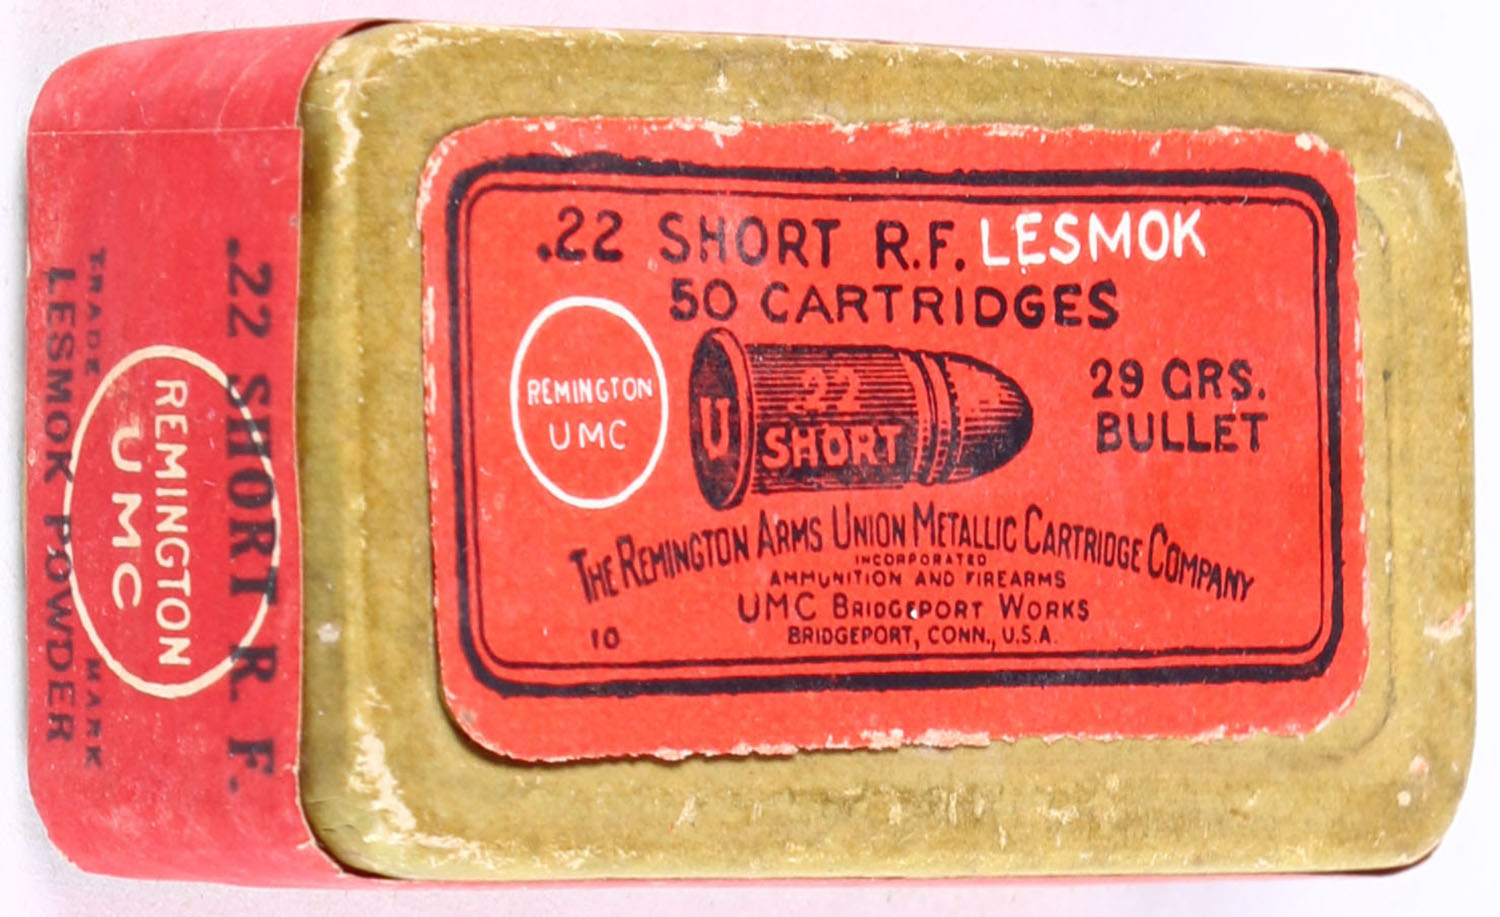 .22 SHORT R.F. LESMOK
50 CARTRIDGES
REMINGTON
UMC
U
22
SHORT
29 GRS.
BULLET
THE REMINGTON ARMS UNION METALLIC CARTRIDGE COMPANY
INCORPORATED
AMMUNITION AND FIREARMS
UMC BRIDGEPORT WORKS
BRIDGEPORT, CONN., U.S.A.
10
.22 SHORT R. F.
REMINGTON
UMC
TRADE MARK
LESMOK POWDER